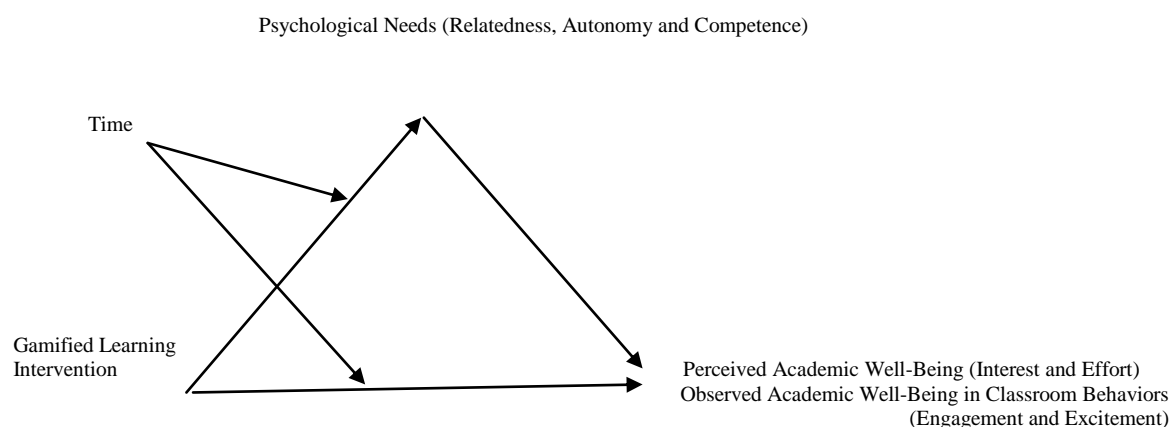 Psychological Needs (Relatedness, Autonomy and Competence)
Time
Gamified Learning
Intervention
Perceived Academic Well-Being (Interest and Effort)
Observed Academic Well-Being in Classroom Behaviors
(Engagement and Excitement)